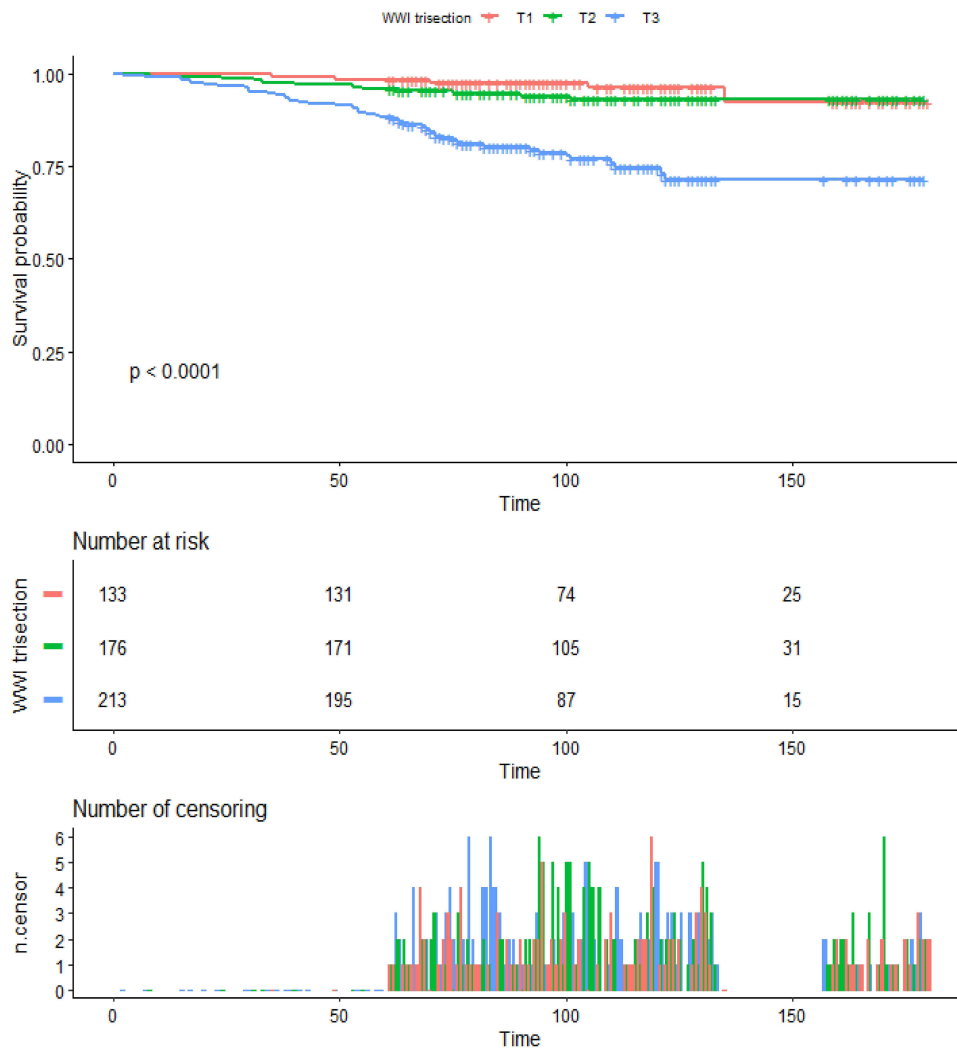 WWI trisection T1 T2 T3
1.00
0.75
0.50
0.25
0.00
Survival probability
p < 0.0001
0 50 100 150
Time
Number at risk
WWI trisection
133 131 74 25
176 171 105 31
213 195 87 15
0 50 100 150
Time
Number of censoring
n.censor
6
5
4
3
2
1
0
0 50 100 150
Time